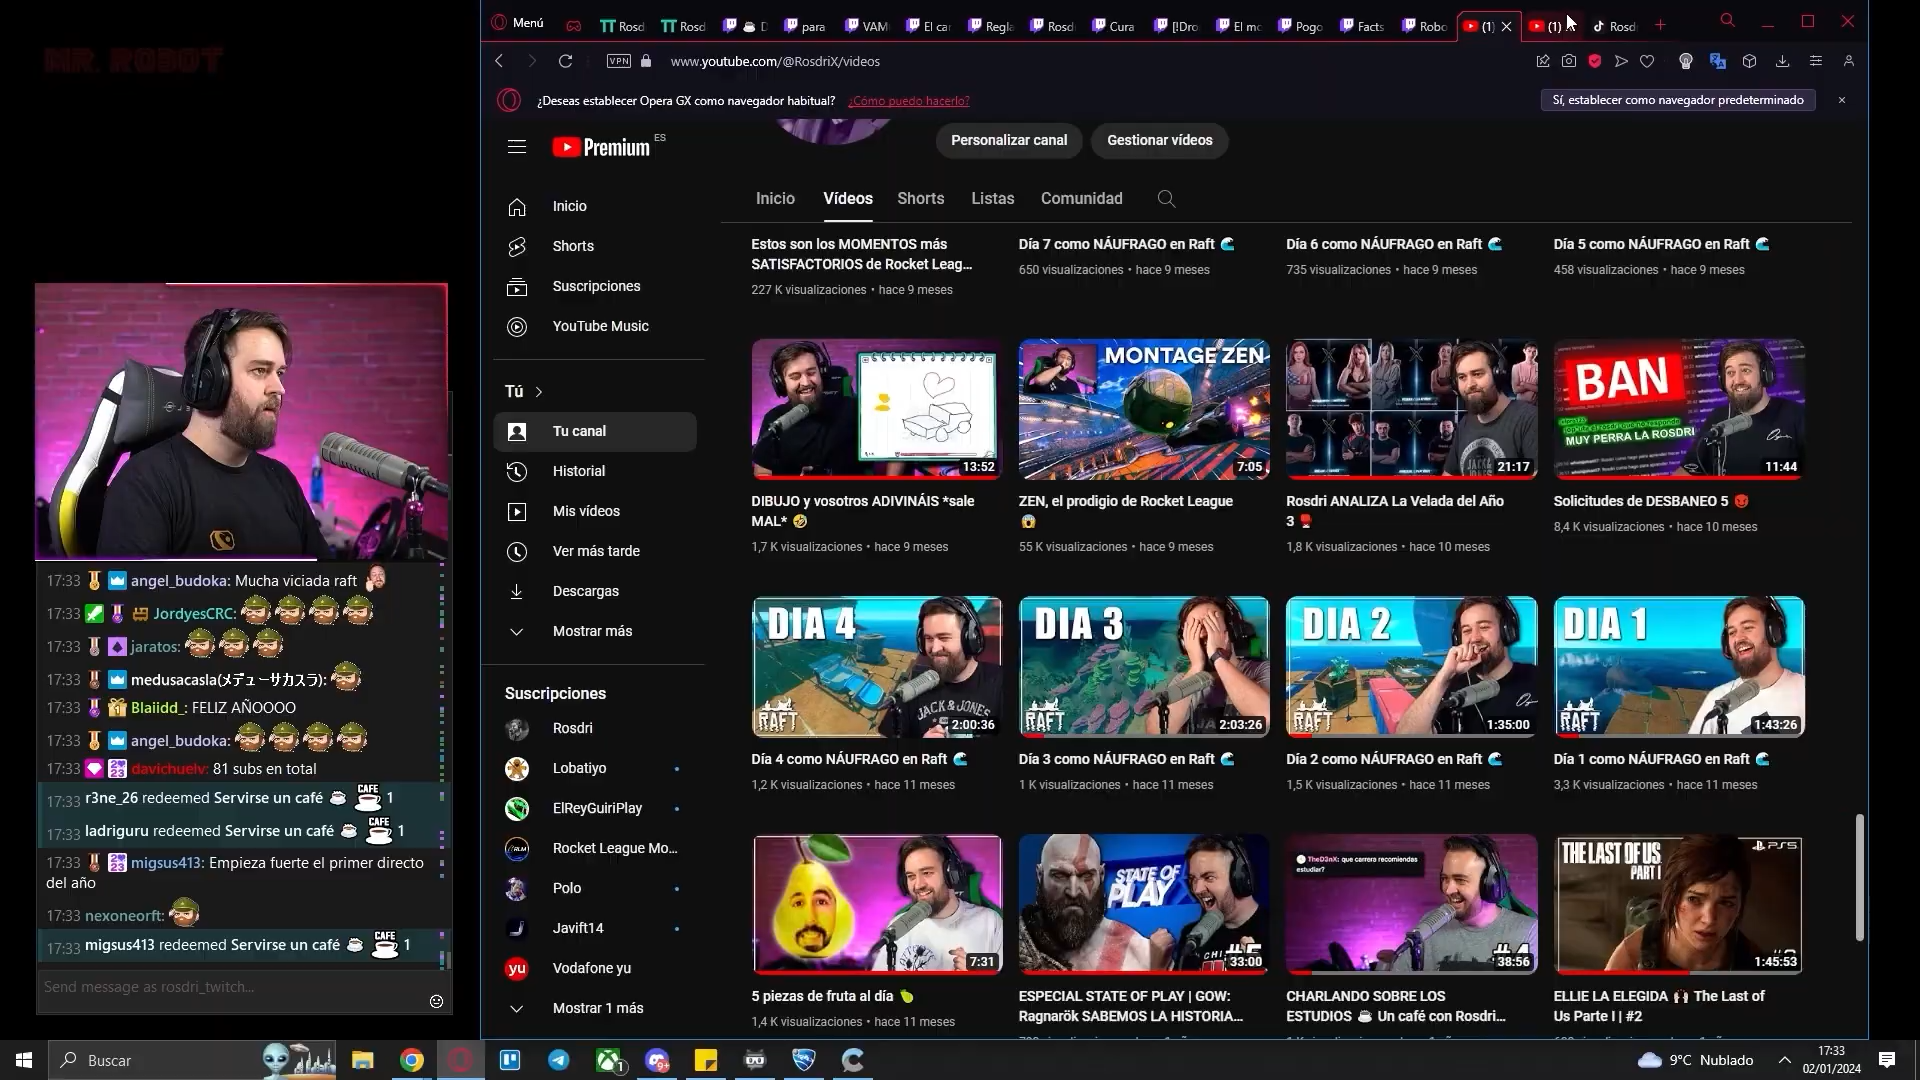 MR. ROBOT
Menú
Rosd
Rosd
D
para
VAM
El ca
Regla
Rosd
Cura
[!Dro
El mo
Pogo
Facts
Robo
(1)
(1)
Rosd
VPN
www.youtube.com/@RosdriX/videos
¿Deseas establecer Opera GX como navegador habitual?
¿Cómo puedo hacerlo?
Sí, establecer como navegador predeterminado
Premium ES
Personalizar canal
Gestionar vídeos
Inicio
Vídeos
Shorts
Listas
Comunidad
Inicio
Shorts
Suscripciones
YouTube Music
Tú
Tu canal
Historial
Mis vídeos
Ver más tarde
Descargas
Mostrar más
Suscripciones
Rosdri
Lobatiyo
ElReyGuiriPlay
RLM
Rocket League Mo...
Polo
Javift14
yu
Vodafone yu
Mostrar 1 más
Estos son los MOMENTOS más
SATISFACTORIOS de Rocket Leag...
227 K visualizaciones • hace 9 meses
Día 7 como NÁUFRAGO en Raft 🌊
650 visualizaciones • hace 9 meses
Día 6 como NÁUFRAGO en Raft 🌊
735 visualizaciones • hace 9 meses
Día 5 como NÁUFRAGO en Raft 🌊
458 visualizaciones • hace 9 meses
13:52
DIBUJO y vosotros ADIVINÁIS *sale
MAL* 🤣
1,7 K visualizaciones • hace 9 meses
MONTAGE ZEN
7:05
ZEN, el prodigio de Rocket League
😱
55 K visualizaciones • hace 9 meses
21:17
Rosdri ANALIZA La Velada del Año
3 🥊
1,8 K visualizaciones • hace 10 meses
BAN
MUY PERRA LA ROSDRI
11:44
Solicitudes de DESBANEO 5 😡
8,4 K visualizaciones • hace 10 meses
DIA 4
RAFT
JACK & JONES
2:00:36
Día 4 como NÁUFRAGO en Raft 🌊
1,2 K visualizaciones • hace 11 meses
DIA 3
RAFT
2:03:26
Día 3 como NÁUFRAGO en Raft 🌊
1 K visualizaciones • hace 11 meses
DIA 2
RAFT
1:35:00
Día 2 como NÁUFRAGO en Raft 🌊
1,5 K visualizaciones • hace 11 meses
DIA 1
RAFT
1:43:26
Día 1 como NÁUFRAGO en Raft 🌊
3,3 K visualizaciones • hace 11 meses
7:31
5 piezas de fruta al día 🍐
1,4 K visualizaciones • hace 11 meses
STATE OF
PLAY
33:00
ESPECIAL STATE OF PLAY | GOW:
Ragnarök SABEMOS LA HISTORIA...
TheD3nX: que carrera recomiendas
estudiar?
#4
38:56
CHARLANDO SOBRE LOS
ESTUDIOS ☕ Un café con Rosdri...
THE LAST OF US
PART I
PS5
1:45:53
ELLIE LA ELEGIDA 🙌 The Last of
Us Parte I | #2
17:33 angel_budoka: Mucha viciada raft
17:33 JordyesCRC:
17:33 jaratos:
17:33 medusacasla(メデューサカスラ):
17:33 Blaiidd_: FELIZ AÑOOOO
17:33 angel_budoka:
17:33 davichuelv: 81 subs en total
17:33 r3ne_26 redeemed Servirse un café ☕ CAFE 1
17:33 ladriguru redeemed Servirse un café ☕ CAFE 1
17:33 migsus413: Empieza fuerte el primer directo
del año
17:33 nexoneorft:
17:33 migsus413 redeemed Servirse un café ☕ CAFE 1
Send message as rosdri_twitch...
Buscar
1
9+
9°C Nublado
17:33
02/01/2024